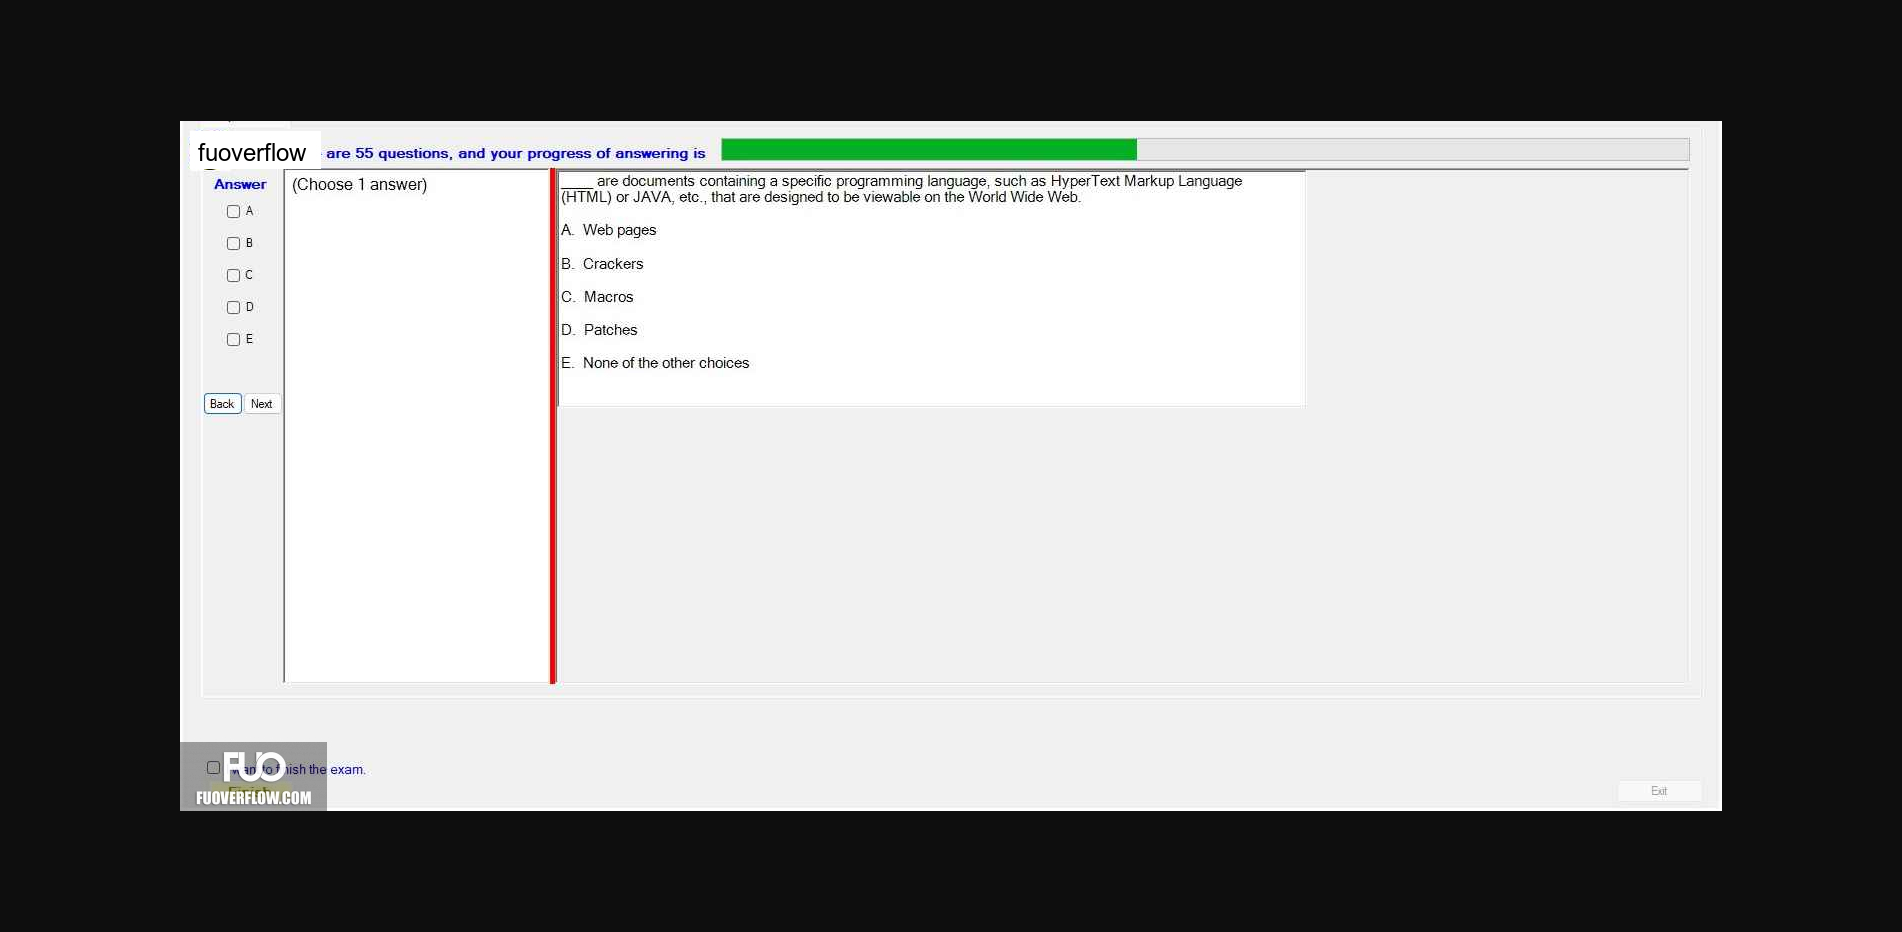 fuoverflow are 55 questions, and your progress of answering is
Answer
(Choose 1 answer)
A
B
C
D
E
Back Next
____ are documents containing a specific programming language, such as HyperText Markup Language
(HTML) or JAVA, etc., that are designed to be viewable on the World Wide Web.
A. Web pages
B. Crackers
C. Macros
D. Patches
E. None of the other choices
FUO
to finish the exam.
Finish
FUOVERFLOW.COM
Exit